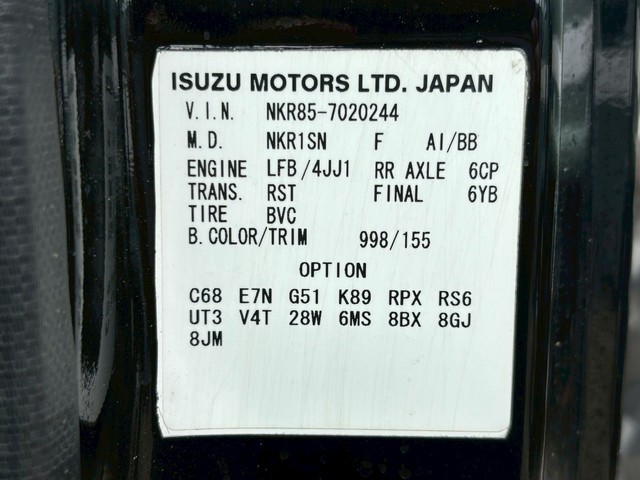 ISUZU MOTORS LTD. JAPAN
V.I.N. NKR85-7020244
M.D. NKR1SN F AI/BB
ENGINE LFB/4JJ1 RR AXLE 6CP
TRANS. RST FINAL 6YB
TIRE BVC
B.COLOR/TRIM 998/155
OPTION
C68 E7N G51 K89 RPX RS6
UT3 V4T 28W 6MS 8BX 8GJ
8JM